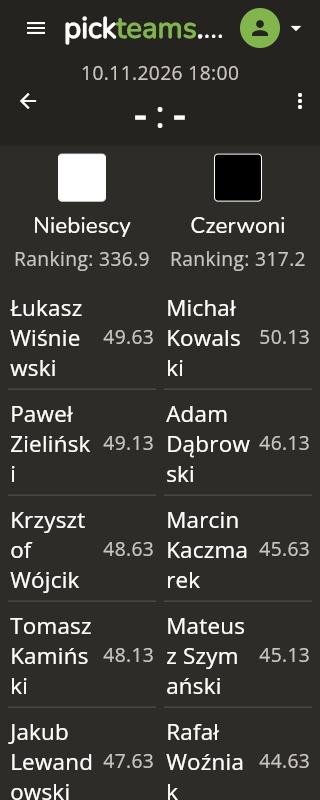 pickteams....
10.11.2026 18:00
- : -
Niebiescy
Ranking: 336.9
Czerwoni
Ranking: 317.2
Łukasz
Wiśnie
wski
49.63
Michał
Kowals
ki
50.13
Paweł
Zielińsk
i
49.13
Adam
Dąbrow
ski
46.13
Krzyszt
of
Wójcik
48.63
Marcin
Kaczma
rek
45.63
Tomasz
Kamińs
ki
48.13
Mateus
z Szym
ański
45.13
Jakub
Lewand
owski
47.63
Rafał
Woźnia
k
44.63